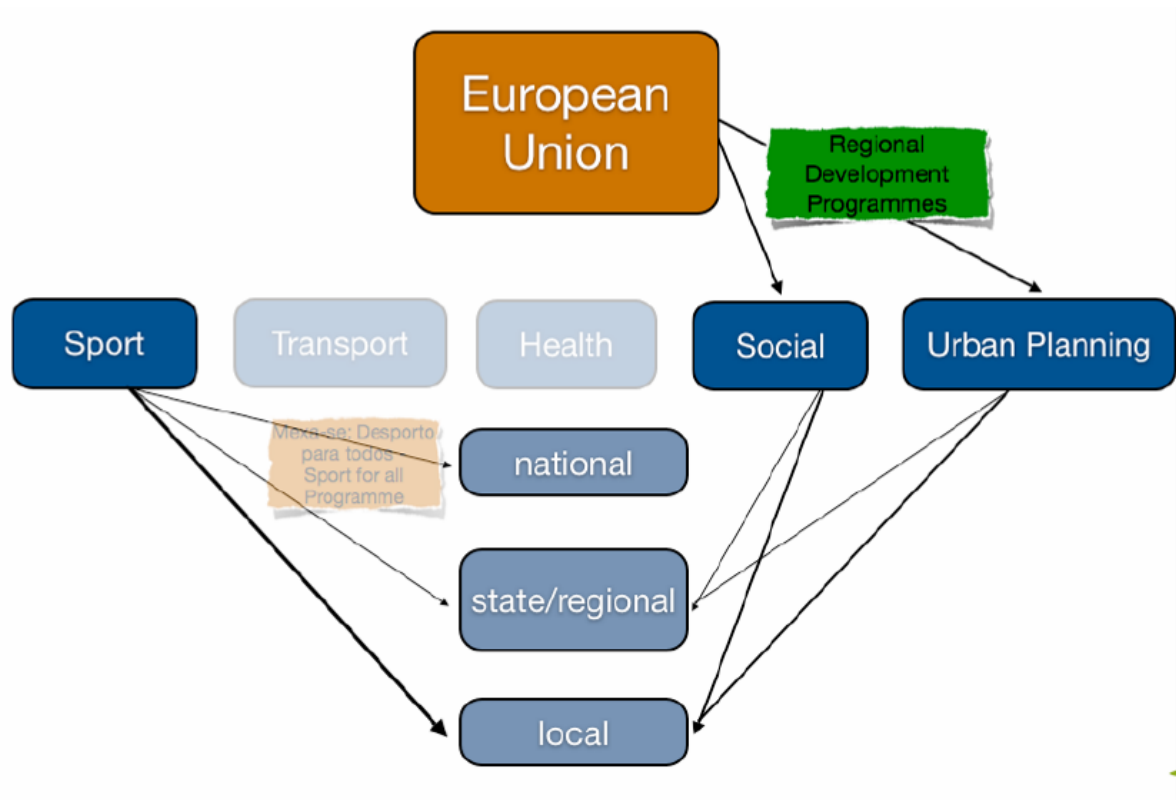 European
Union
Regional
Development
Programmes
Sport
Transport
Health
Social
Urban Planning
Mexa-se: Desporto
para todos
Sport for all
Programme
national
state/regional
local